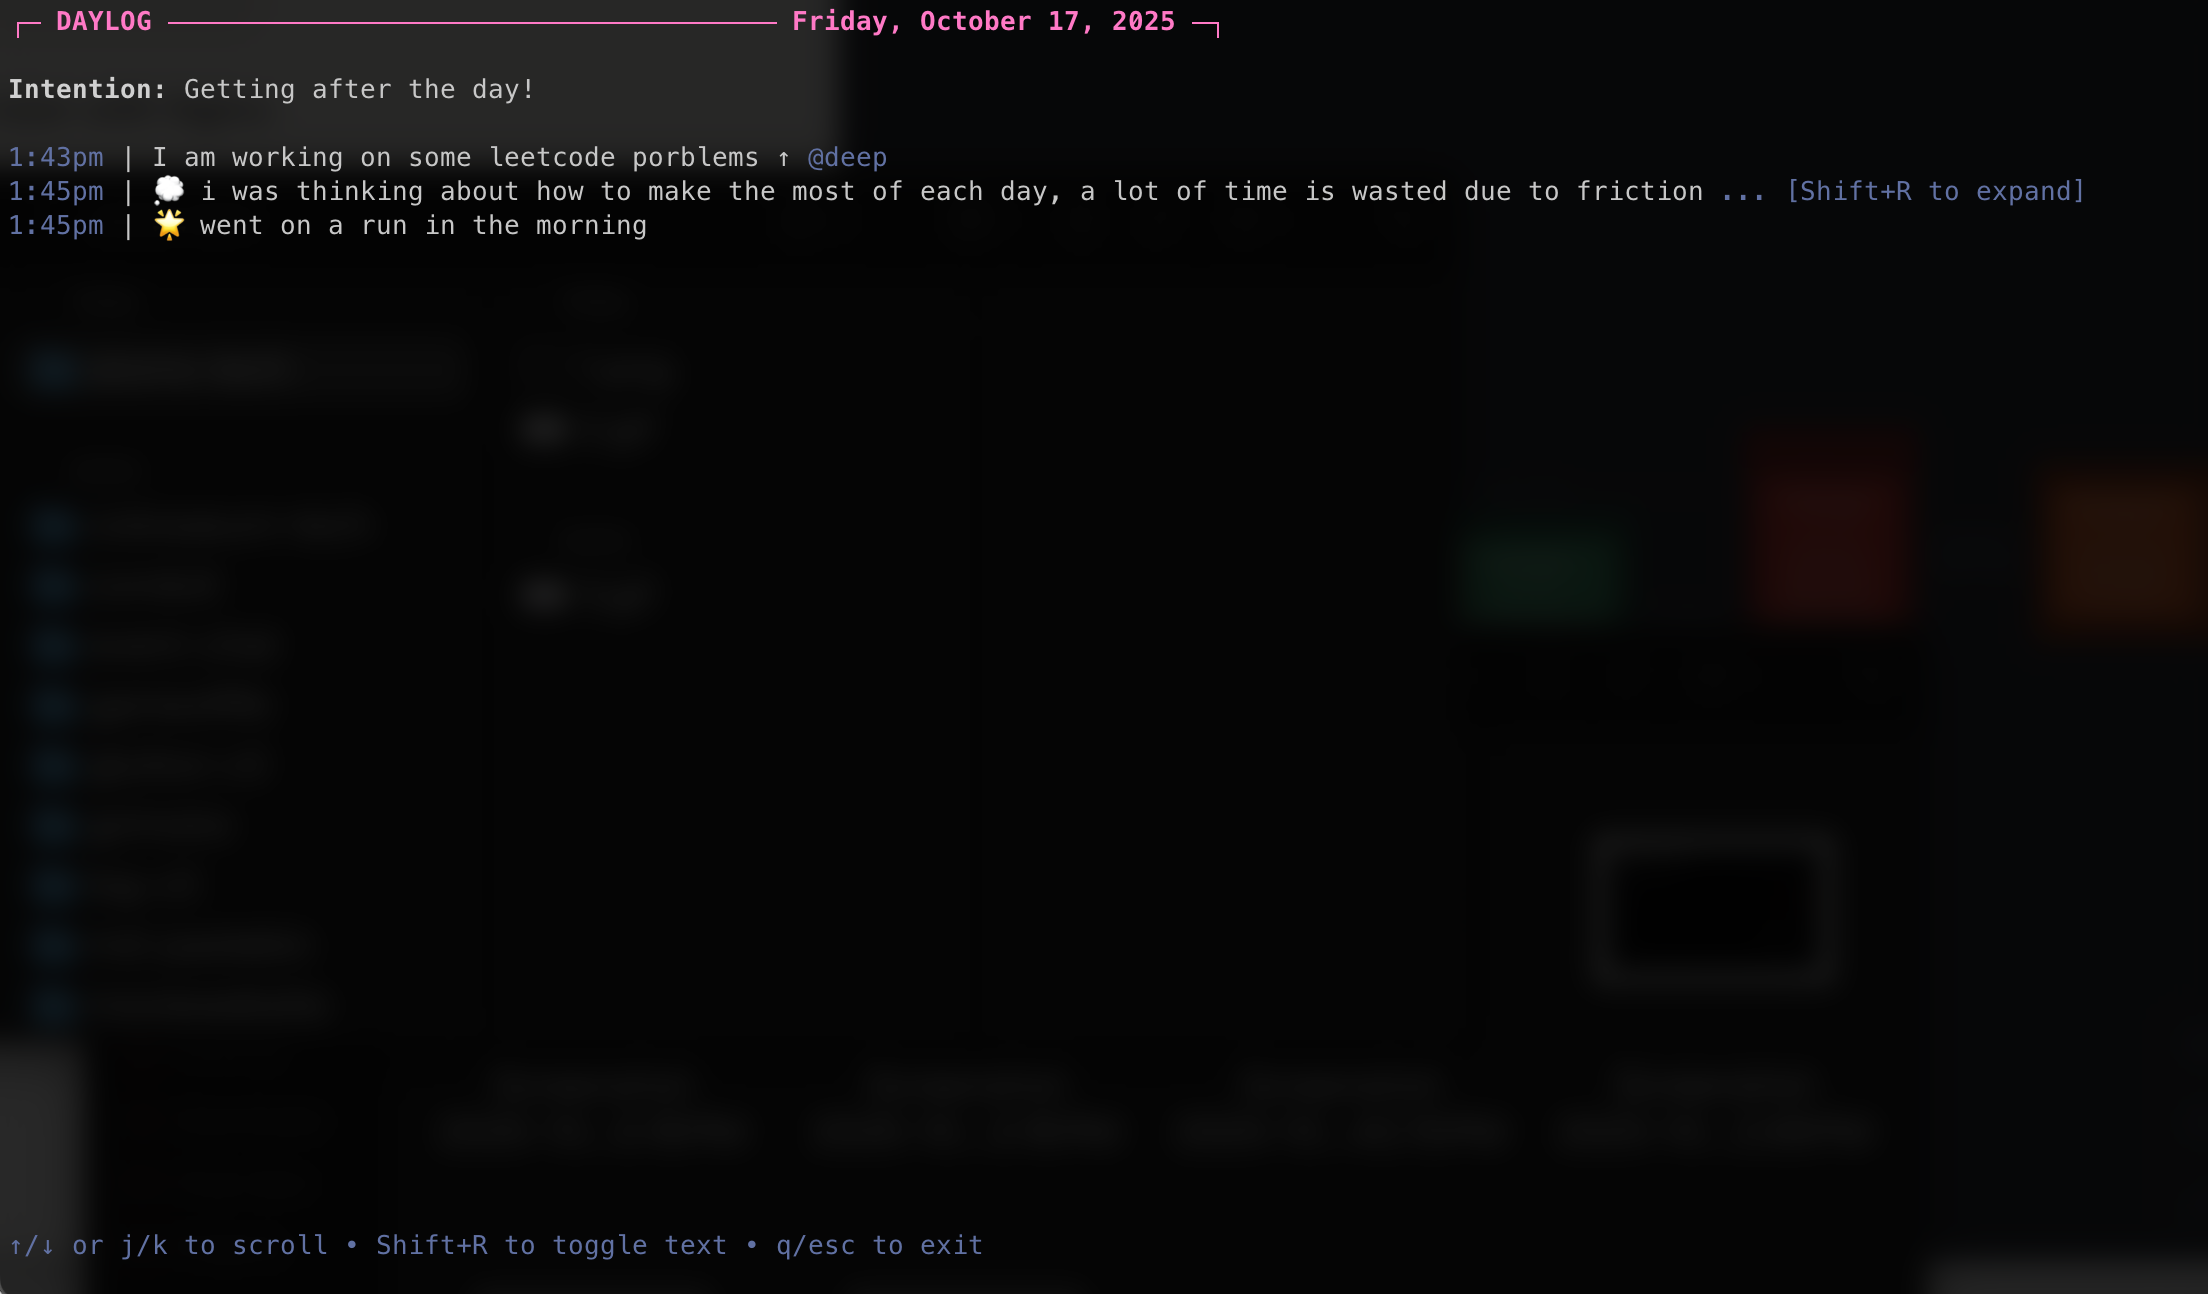 DAYLOG Friday, October 17, 2025
Intention: Getting after the day!
1:43pm | I am working on some leetcode porblems ↑ @deep
1:45pm | 💭 i was thinking about how to make the most of each day, a lot of time is wasted due to friction ... [Shift+R to expand]
1:45pm | 🌟 went on a run in the morning
↑/↓ or j/k to scroll • Shift+R to toggle text • q/esc to exit